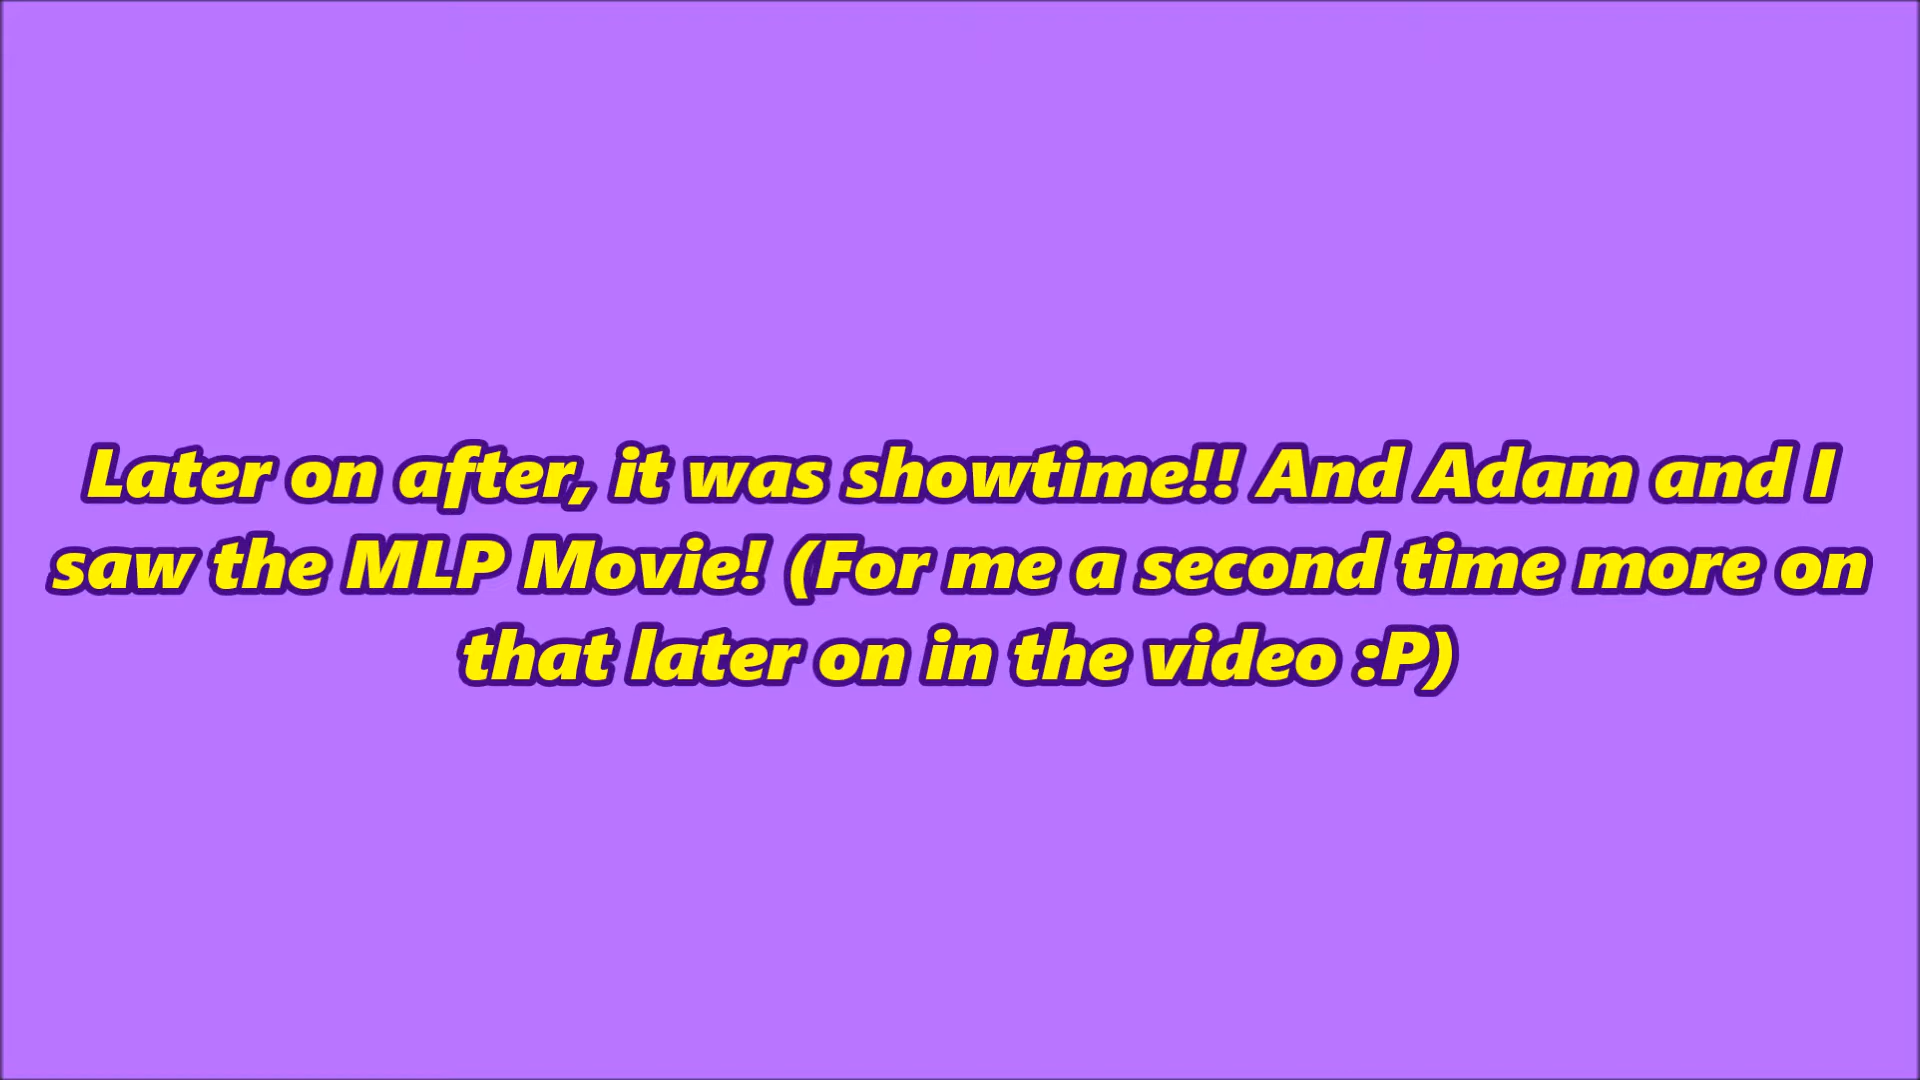 Later on after, it was showtime!! And Adam and I
saw the MLP Movie! (For me a second time more on
that later on in the video :P)